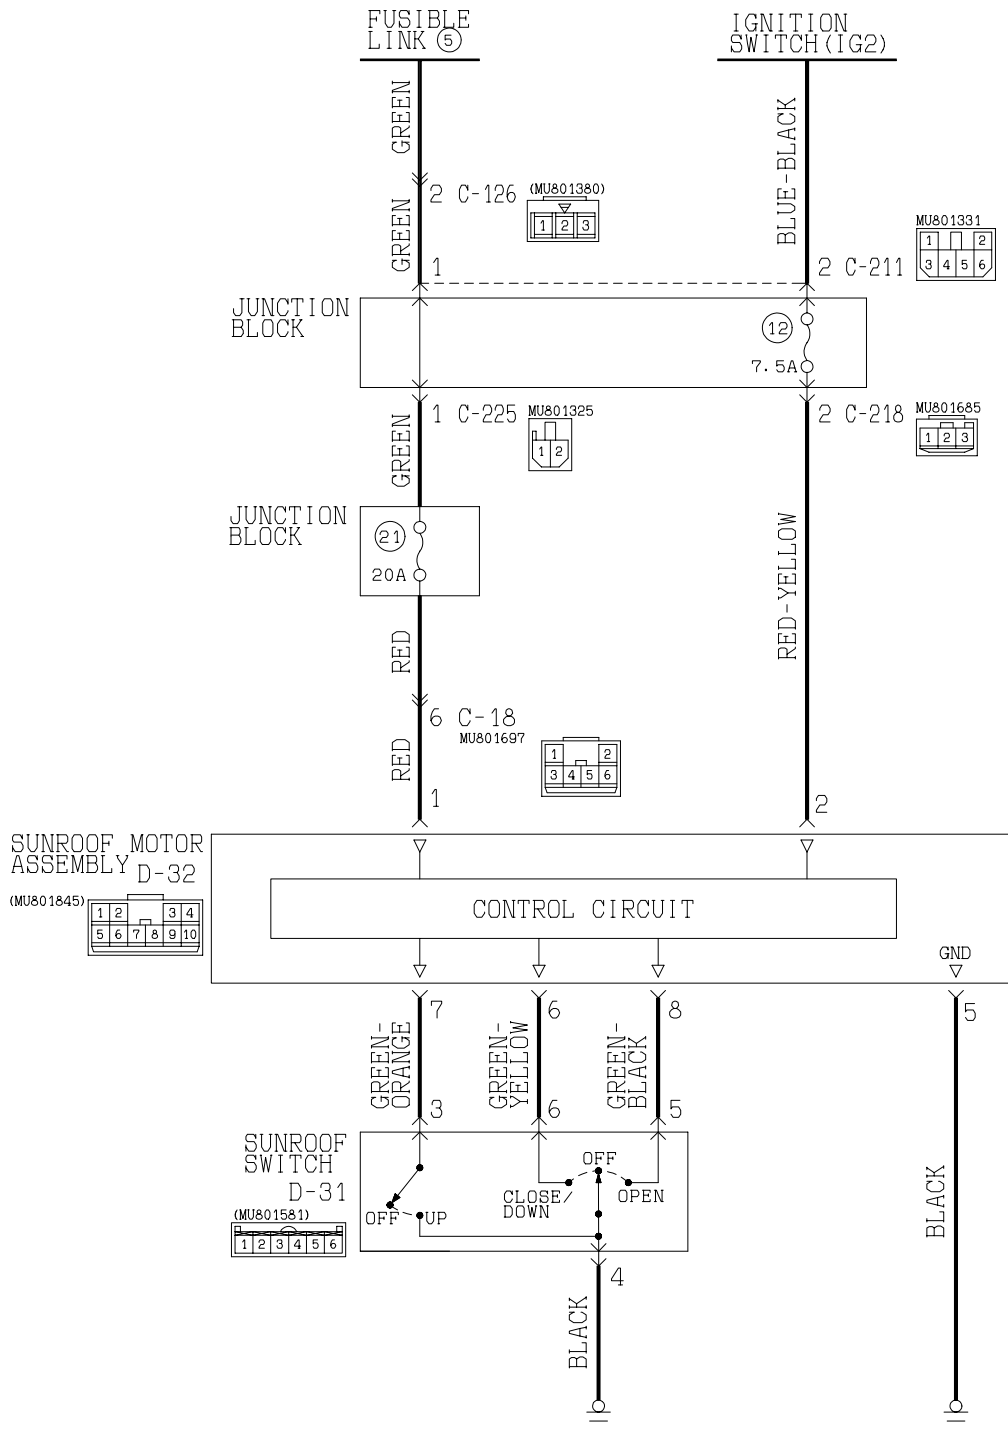 FUSIBLE
LINK 5
IGNITION
SWITCH(IG2)
GREEN
BLUE-BLACK
2 C-126
(MU801380)
1 2 3
GREEN
1
2 C-211
MU801331
1 2
3 4 5 6
JUNCTION
BLOCK
12
7.5A
1 C-225
MU801325
1 2
2 C-218
MU801685
1 2 3
GREEN
JUNCTION
BLOCK
21
20A
RED-YELLOW
RED
6 C-18
MU801697
1 2
3 4 5 6
RED
1
2
SUNROOF MOTOR
ASSEMBLY
D-32
(MU801845)
1 2 3 4
5 6 7 8 9 10
CONTROL CIRCUIT
GND
7
6
8
5
GREEN-
ORANGE
GREEN-
YELLOW
GREEN-
BLACK
3
6
5
SUNROOF
SWITCH
D-31
(MU801581)
1 2 3 4 5 6
OFF
UP
OFF
CLOSE/
DOWN
OPEN
BLACK
4
BLACK